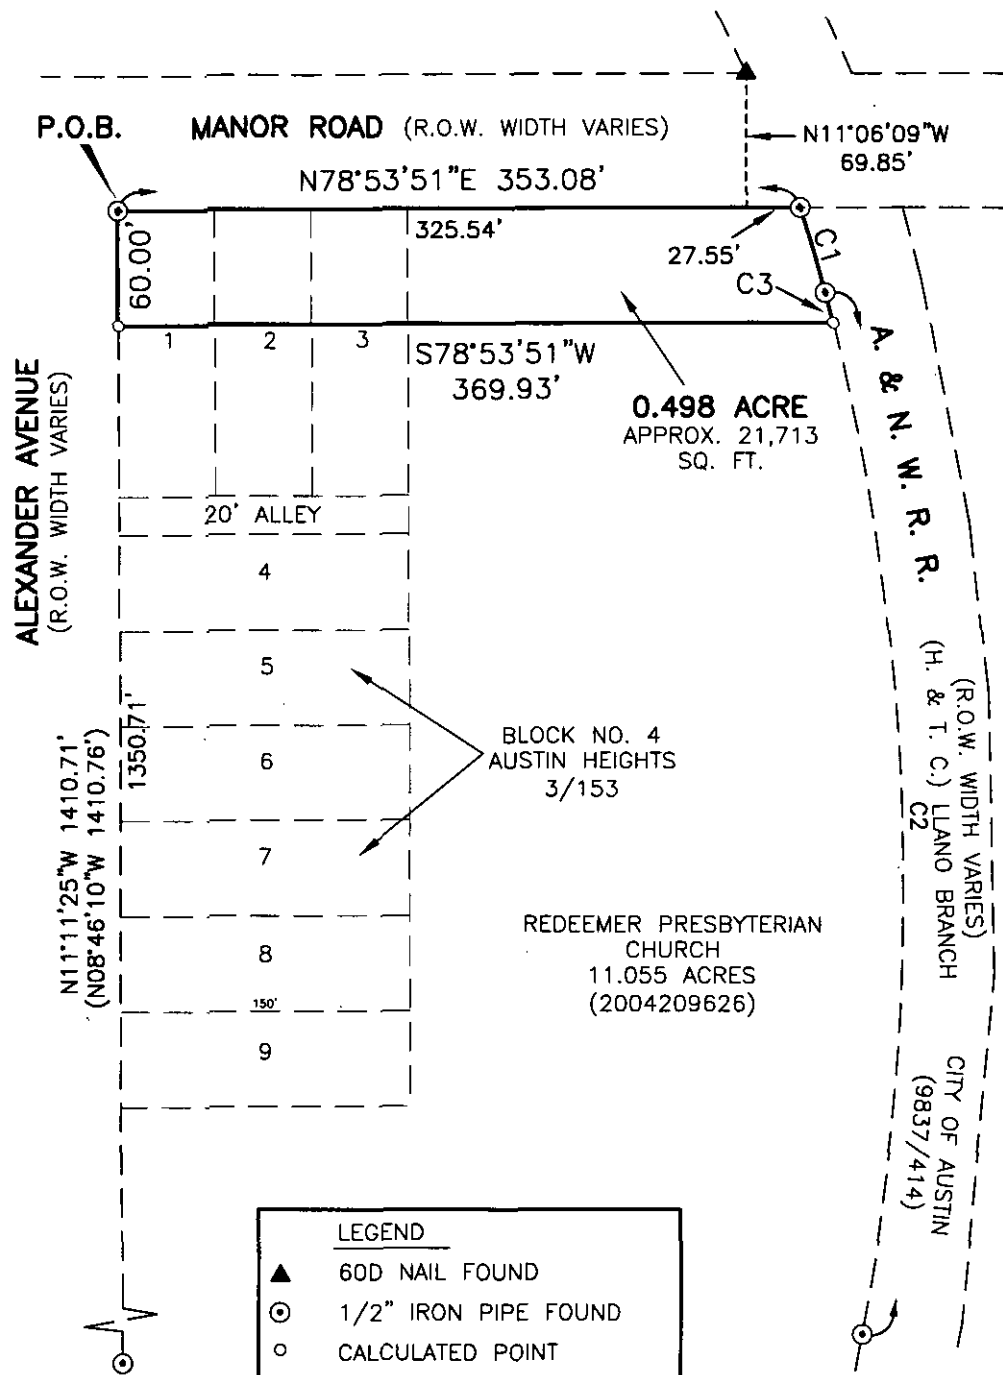 P.O.B.
MANOR ROAD (R.O.W. WIDTH VARIES)
N11°06'09"W
69.85'
N78°53'51"E 353.08'
325.54'
27.55'
60.00'
C1
C3
1
2
3
S78°53'51"W
369.93'
0.498 ACRE
APPROX. 21,713
SQ. FT.
A. & N. W. R. R.
ALEXANDER AVENUE
(R.O.W. WIDTH VARIES)
20' ALLEY
4
5
6
7
8
150'
9
1350.71'
N11°11'25"W 1410.71'
(N08°46'10"W 1410.76')
BLOCK NO. 4
AUSTIN HEIGHTS
3/153
(R.O.W. WIDTH VARIES)
(H. & T. C.) LLANO BRANCH
C2
REDEEMER PRESBYTERIAN
CHURCH
11.055 ACRES
(2004209626)
CITY OF AUSTIN
(9837/414)
LEGEND
60D NAIL FOUND
1/2" IRON PIPE FOUND
CALCULATED POINT